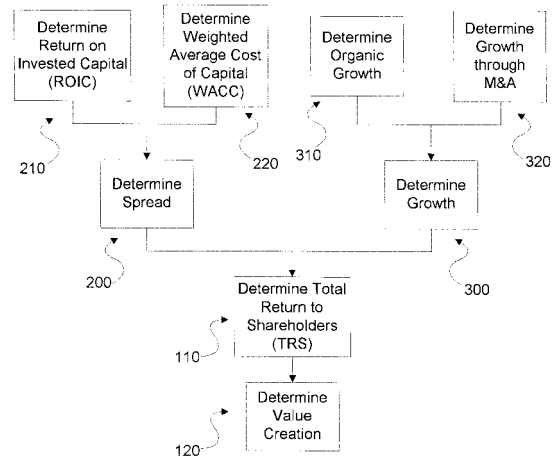 Determine
Return on
Invested Capital
(ROIC)
Determine
Weighted
Average Cost
of Capital
(WACC)
Determine
Organic
Growth
Determine
Growth
through
M&A
210
220
310
320
Determine
Spread
Determine
Growth
200
300
Determine Total
Return to
Shareholders
(TRS)
110
Determine
Value
Creation
120